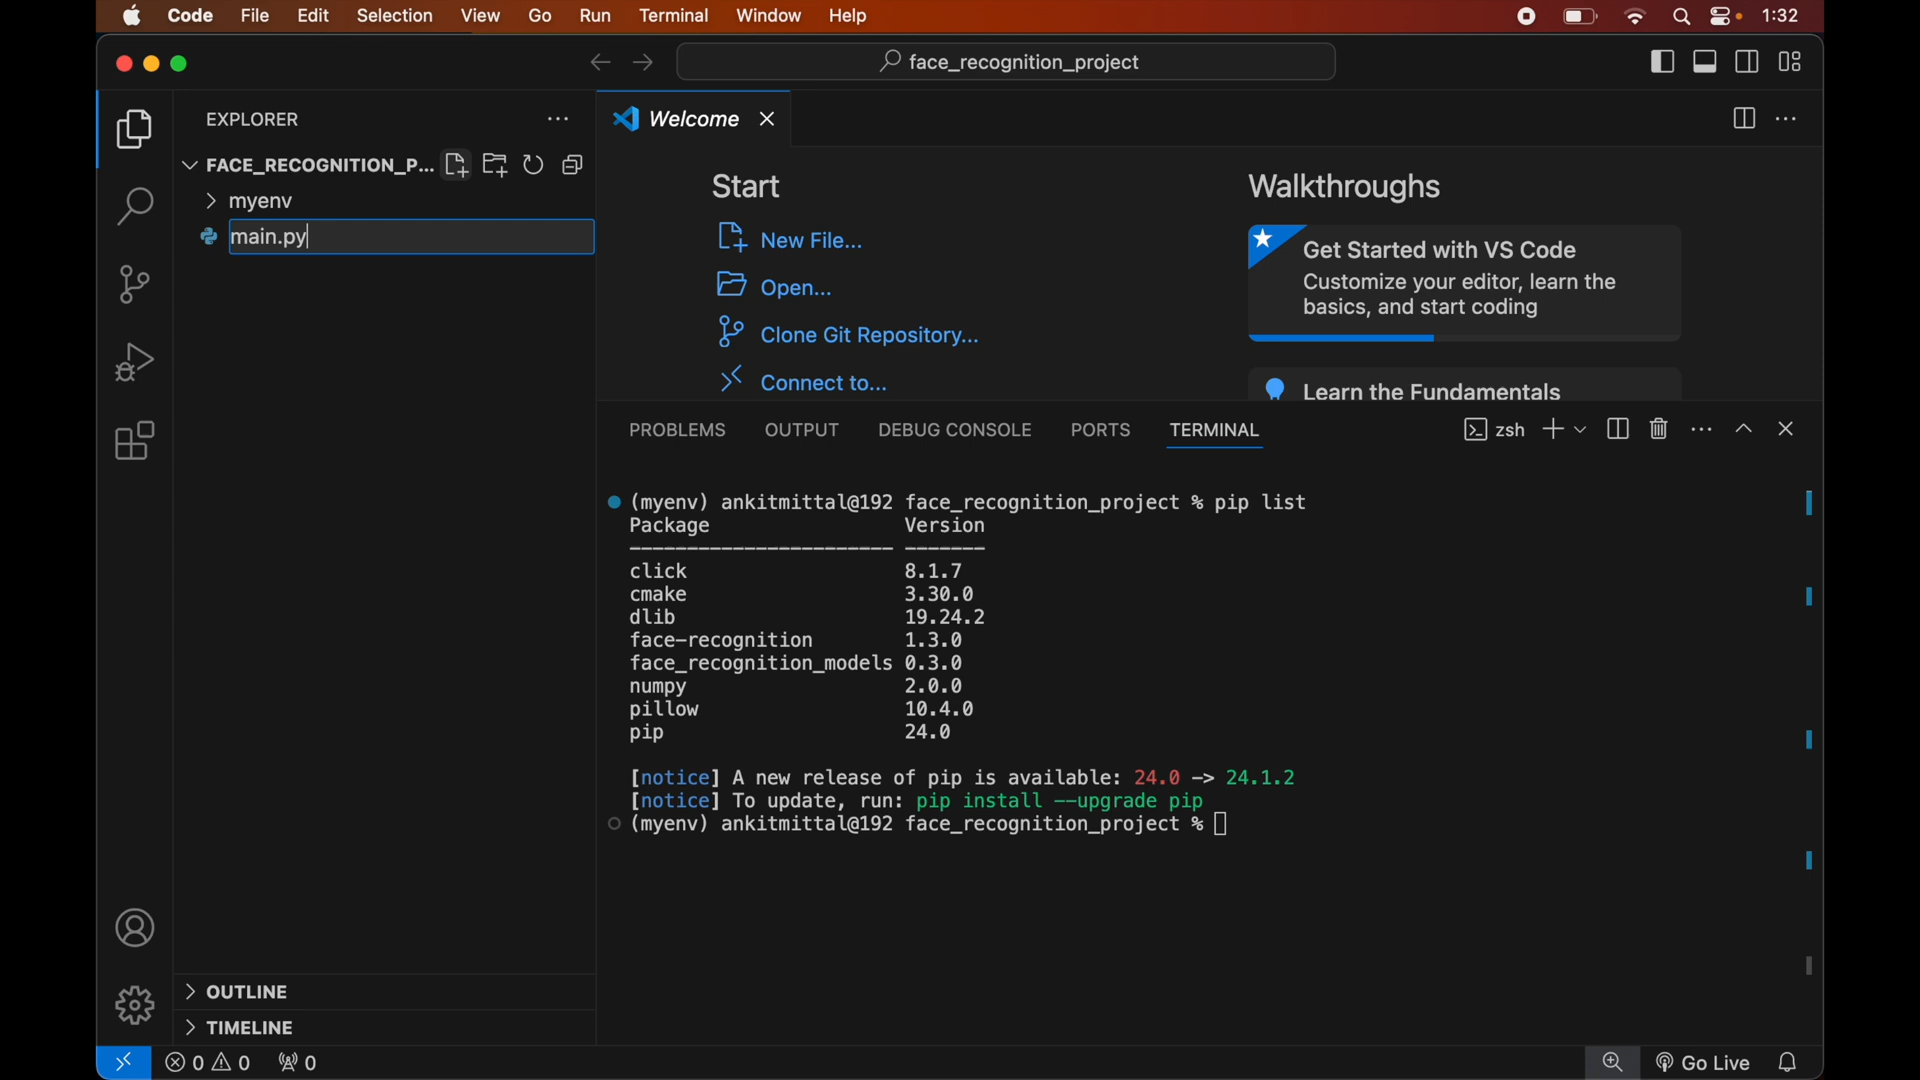 Code File Edit Selection View Go Run Terminal Window Help 1:32
face_recognition_project
EXPLORER
FACE_RECOGNITION_P...
myenv
main.py
OUTLINE
TIMELINE
Welcome
Start
New File...
Open...
Clone Git Repository...
Connect to...
Walkthroughs
Get Started with VS Code
Customize your editor, learn the
basics, and start coding
Learn the Fundamentals
PROBLEMS OUTPUT DEBUG CONSOLE PORTS TERMINAL zsh
(myenv) ankitmittal@192 face_recognition_project % pip list
Package Version
----------------------- -------
click 8.1.7
cmake 3.30.0
dlib 19.24.2
face-recognition 1.3.0
face_recognition_models 0.3.0
numpy 2.0.0
pillow 10.4.0
pip 24.0
[notice] A new release of pip is available: 24.0 -> 24.1.2
[notice] To update, run: pip install --upgrade pip
(myenv) ankitmittal@192 face_recognition_project %
0 0 0 Go Live